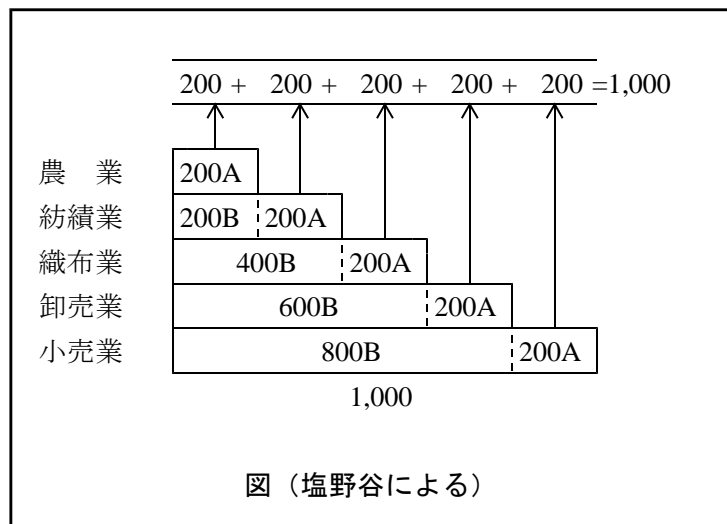 200 + 200 + 200 + 200 + 200 =1,000
農　業 200A
紡績業 200B 200A
織布業 400B 200A
卸売業 600B 200A
小売業 800B 200A
1,000
図（塩野谷による）